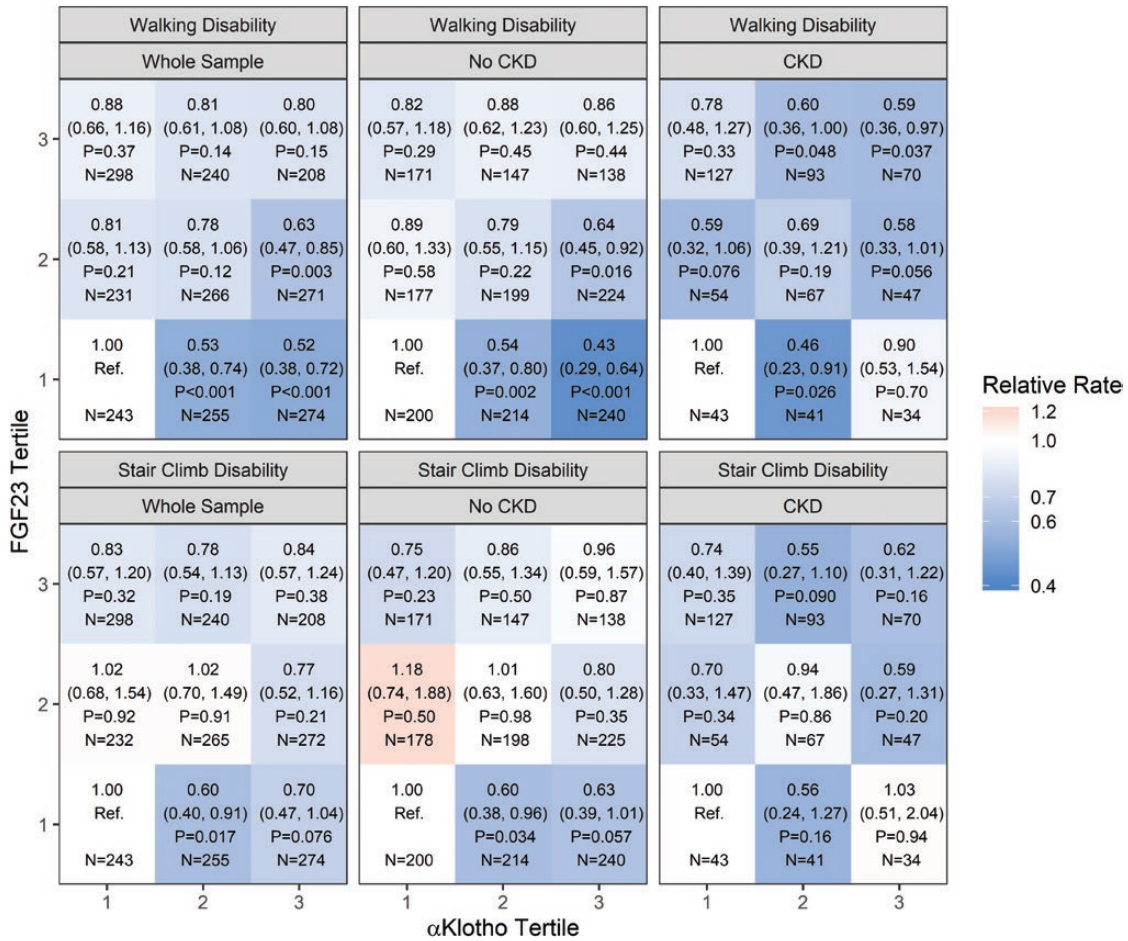 Walking Disability
Whole Sample
Walking Disability
No CKD
Walking Disability
CKD
FGF23 Tertile
3
0.88
(0.66, 1.16)
P=0.37
N=298
0.81
(0.61, 1.08)
P=0.14
N=240
0.80
(0.60, 1.08)
P=0.15
N=208
0.82
(0.57, 1.18)
P=0.29
N=171
0.88
(0.62, 1.23)
P=0.45
N=147
0.86
(0.60, 1.25)
P=0.44
N=138
0.78
(0.48, 1.27)
P=0.33
N=127
0.60
(0.36, 1.00)
P=0.048
N=93
0.59
(0.36, 0.97)
P=0.037
N=70
2
0.81
(0.58, 1.13)
P=0.21
N=231
0.78
(0.58, 1.06)
P=0.12
N=266
0.63
(0.47, 0.85)
P=0.003
N=271
0.89
(0.60, 1.33)
P=0.58
N=177
0.79
(0.55, 1.15)
P=0.22
N=199
0.64
(0.45, 0.92)
P=0.016
N=224
0.59
(0.32, 1.06)
P=0.076
N=54
0.69
(0.39, 1.21)
P=0.19
N=67
0.58
(0.33, 1.01)
P=0.056
N=47
1
1.00
Ref.
N=243
0.53
(0.38, 0.74)
P<0.001
N=255
0.52
(0.38, 0.72)
P<0.001
N=274
1.00
Ref.
N=200
0.54
(0.37, 0.80)
P=0.002
N=214
0.43
(0.29, 0.64)
P<0.001
N=240
1.00
Ref.
N=43
0.46
(0.23, 0.91)
P=0.026
N=41
0.90
(0.53, 1.54)
P=0.70
N=34
Stair Climb Disability
Whole Sample
Stair Climb Disability
No CKD
Stair Climb Disability
CKD
3
0.83
(0.57, 1.20)
P=0.32
N=298
0.78
(0.54, 1.13)
P=0.19
N=240
0.84
(0.57, 1.24)
P=0.38
N=208
0.75
(0.47, 1.20)
P=0.23
N=171
0.86
(0.55, 1.34)
P=0.50
N=147
0.96
(0.59, 1.57)
P=0.87
N=138
0.74
(0.40, 1.39)
P=0.35
N=127
0.55
(0.27, 1.10)
P=0.090
N=93
0.62
(0.31, 1.22)
P=0.16
N=70
2
1.02
(0.68, 1.54)
P=0.92
N=232
1.02
(0.70, 1.49)
P=0.91
N=265
0.77
(0.52, 1.16)
P=0.21
N=272
1.18
(0.74, 1.88)
P=0.50
N=178
1.01
(0.63, 1.60)
P=0.98
N=198
0.80
(0.50, 1.28)
P=0.35
N=225
0.70
(0.33, 1.47)
P=0.34
N=54
0.94
(0.47, 1.86)
P=0.86
N=67
0.59
(0.27, 1.31)
P=0.20
N=47
1
1.00
Ref.
N=243
0.60
(0.40, 0.91)
P=0.017
N=255
0.70
(0.47, 1.04)
P=0.076
N=274
1.00
Ref.
N=200
0.60
(0.38, 0.96)
P=0.034
N=214
0.63
(0.39, 1.01)
P=0.057
N=240
1.00
Ref.
N=43
0.56
(0.24, 1.27)
P=0.16
N=41
1.03
(0.51, 2.04)
P=0.94
N=34
1 2 3
1 2 3
1 2 3
αKlotho Tertile
Relative Rate
1.2
1.0
0.7
0.6
0.4